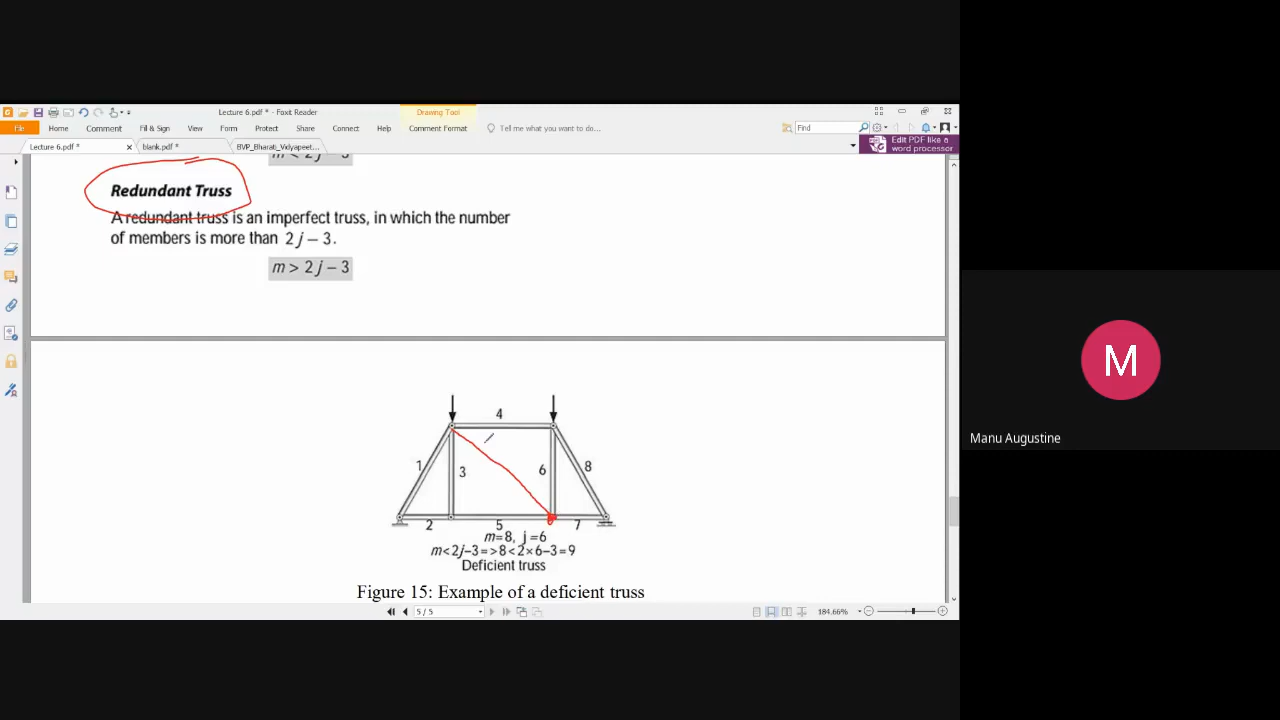 Lecture 6.pdf * - Foxit Reader
Drawing Tool
File Home Comment Fill & Sign View Form Protect Share Connect Help Comment Format Tell me what you want to do... Find
Lecture 6.pdf * blank.pdf * BVP_Bharati_Vidyapeet... Edit PDF like a
word processor
m < 2 j − 3
Redundant Truss
A redundant truss is an imperfect truss, in which the number
of members is more than 2 j − 3.
m > 2 j − 3
4
1 3 6 8
2 5 7
m=8, j=6
m<2j−3=>8<2×6−3=9
Deficient truss
Figure 15: Example of a deficient truss
5 / 5
184.66%
M
Manu Augustine